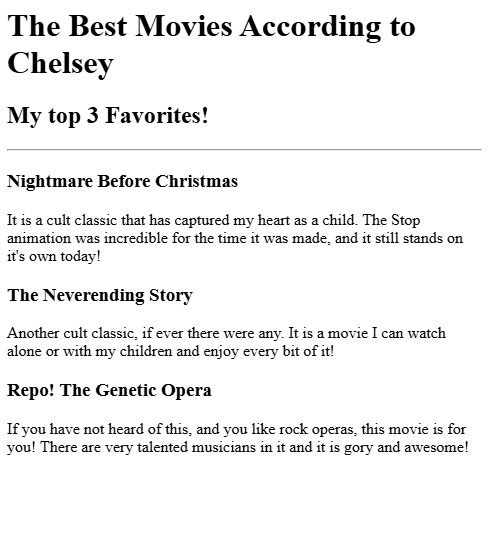 The Best Movies According to
Chelsey
My top 3 Favorites!
Nightmare Before Christmas
It is a cult classic that has captured my heart as a child. The Stop
animation was incredible for the time it was made, and it still stands on
it's own today!
The Neverending Story
Another cult classic, if ever there were any. It is a movie I can watch
alone or with my children and enjoy every bit of it!
Repo! The Genetic Opera
If you have not heard of this, and you like rock operas, this movie is for
you! There are very talented musicians in it and it is gory and awesome!